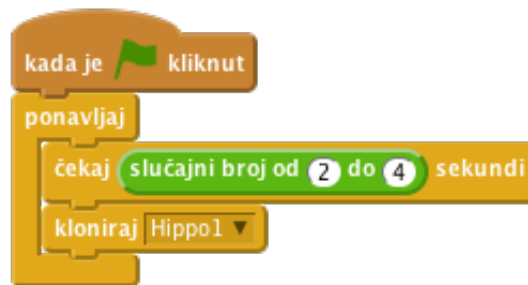 kada je kliknut
ponavljaj
čekaj slučajni broj od 2 do 4 sekundi
kloniraj Hippo1